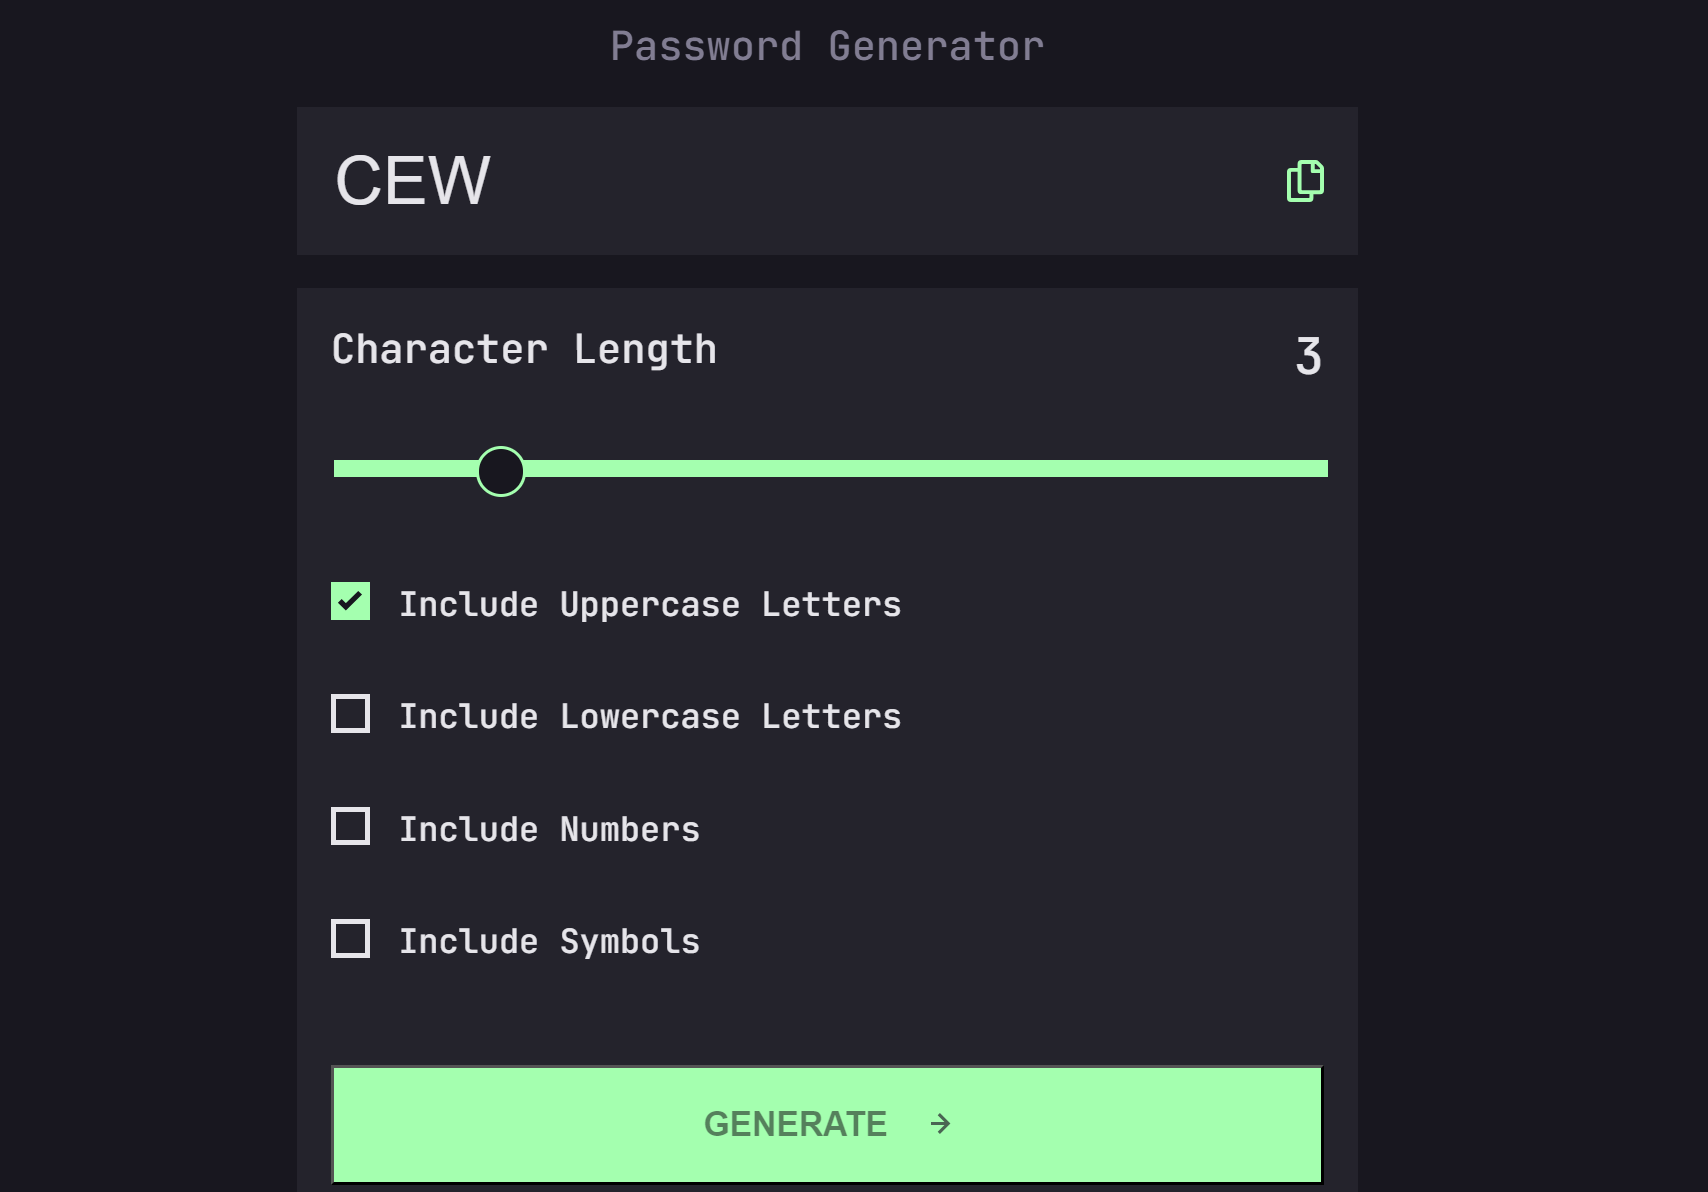 Password Generator
CEW
Character Length
3
Include Uppercase Letters
Include Lowercase Letters
Include Numbers
Include Symbols
GENERATE →